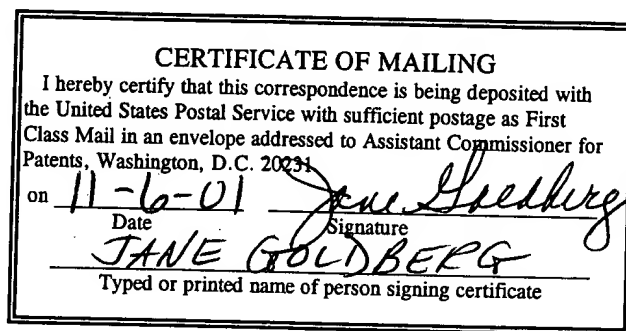 CERTIFICATE OF MAILING
I hereby certify that this correspondence is being deposited with
the United States Postal Service with sufficient postage as First
Class Mail in an envelope addressed to Assistant Commissioner for
Patents, Washington, D.C. 20231
on 11-6-01 Jane Goldberg
Date Signature
JANE GOLDBERG
Typed or printed name of person signing certificate